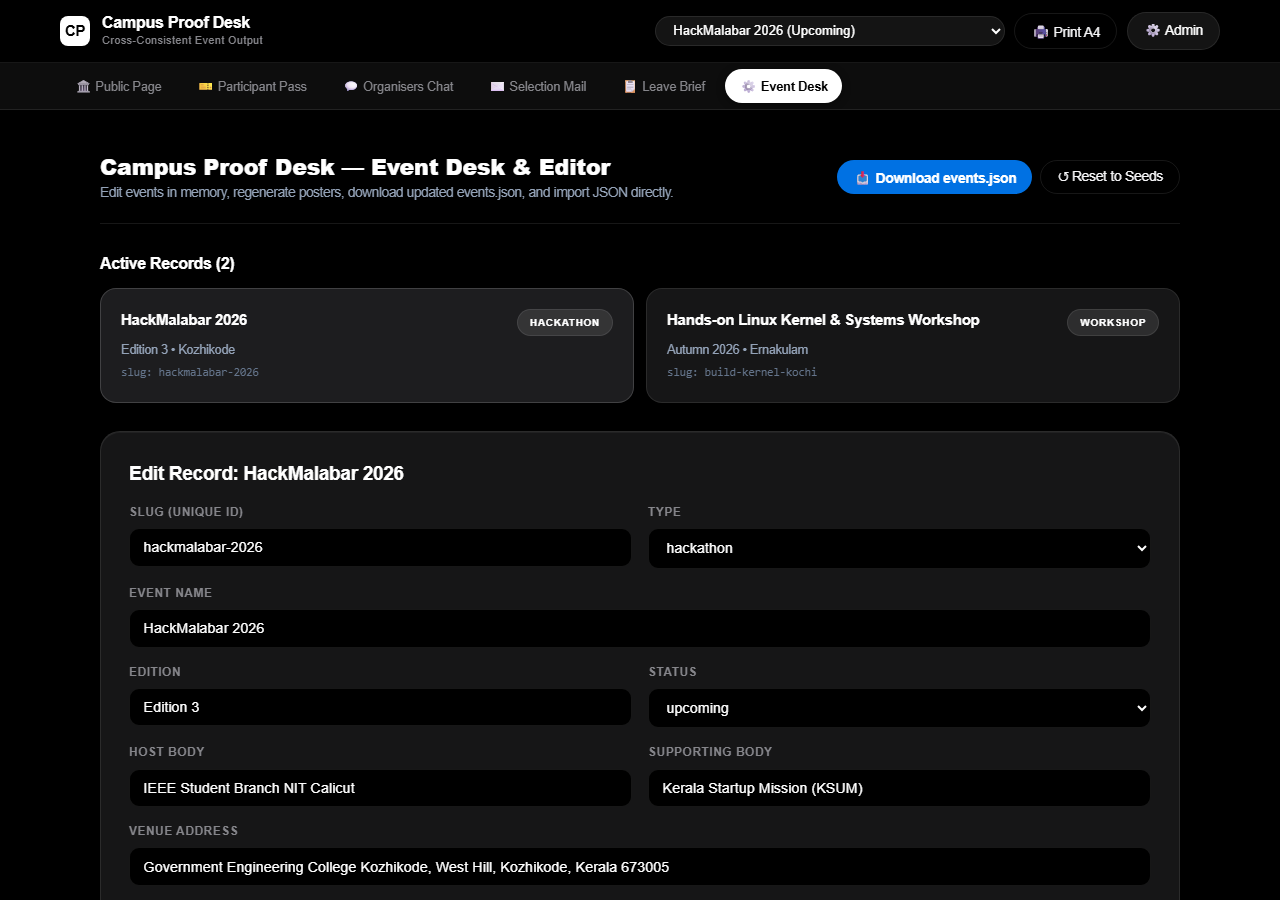 CP
Campus Proof Desk
Cross-Consistent Event Output
HackMalabar 2026 (Upcoming)
Print A4
Admin
Public Page
Participant Pass
Organisers Chat
Selection Mail
Leave Brief
Event Desk
Campus Proof Desk — Event Desk & Editor
Edit events in memory, regenerate posters, download updated events.json, and import JSON directly.
Download events.json
↺ Reset to Seeds
Active Records (2)
HackMalabar 2026
HACKATHON
Edition 3 • Kozhikode
slug: hackmalabar-2026
Hands-on Linux Kernel & Systems Workshop
WORKSHOP
Autumn 2026 • Ernakulam
slug: build-kernel-kochi
Edit Record: HackMalabar 2026
SLUG (UNIQUE ID)
hackmalabar-2026
TYPE
hackathon
EVENT NAME
HackMalabar 2026
EDITION
Edition 3
STATUS
upcoming
HOST BODY
IEEE Student Branch NIT Calicut
SUPPORTING BODY
Kerala Startup Mission (KSUM)
VENUE ADDRESS
Government Engineering College Kozhikode, West Hill, Kozhikode, Kerala 673005